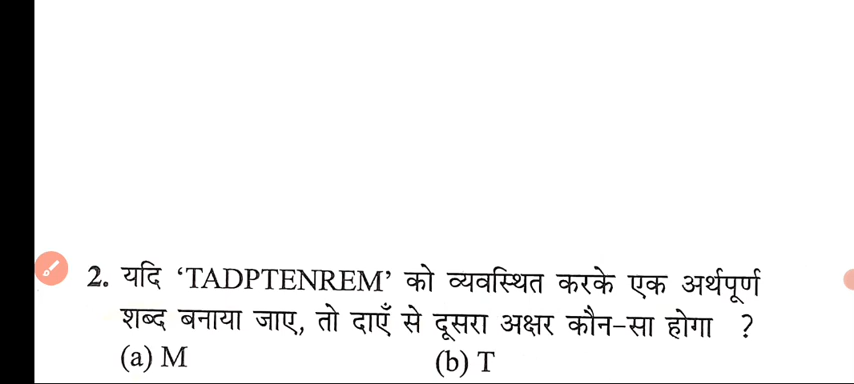 2. यदि ‘TADPTENREM’ को व्यवस्थित करके एक अर्थपूर्ण
शब्द बनाया जाए, तो दाएँ से दूसरा अक्षर कौन-सा होगा ?
(a) M (b) T